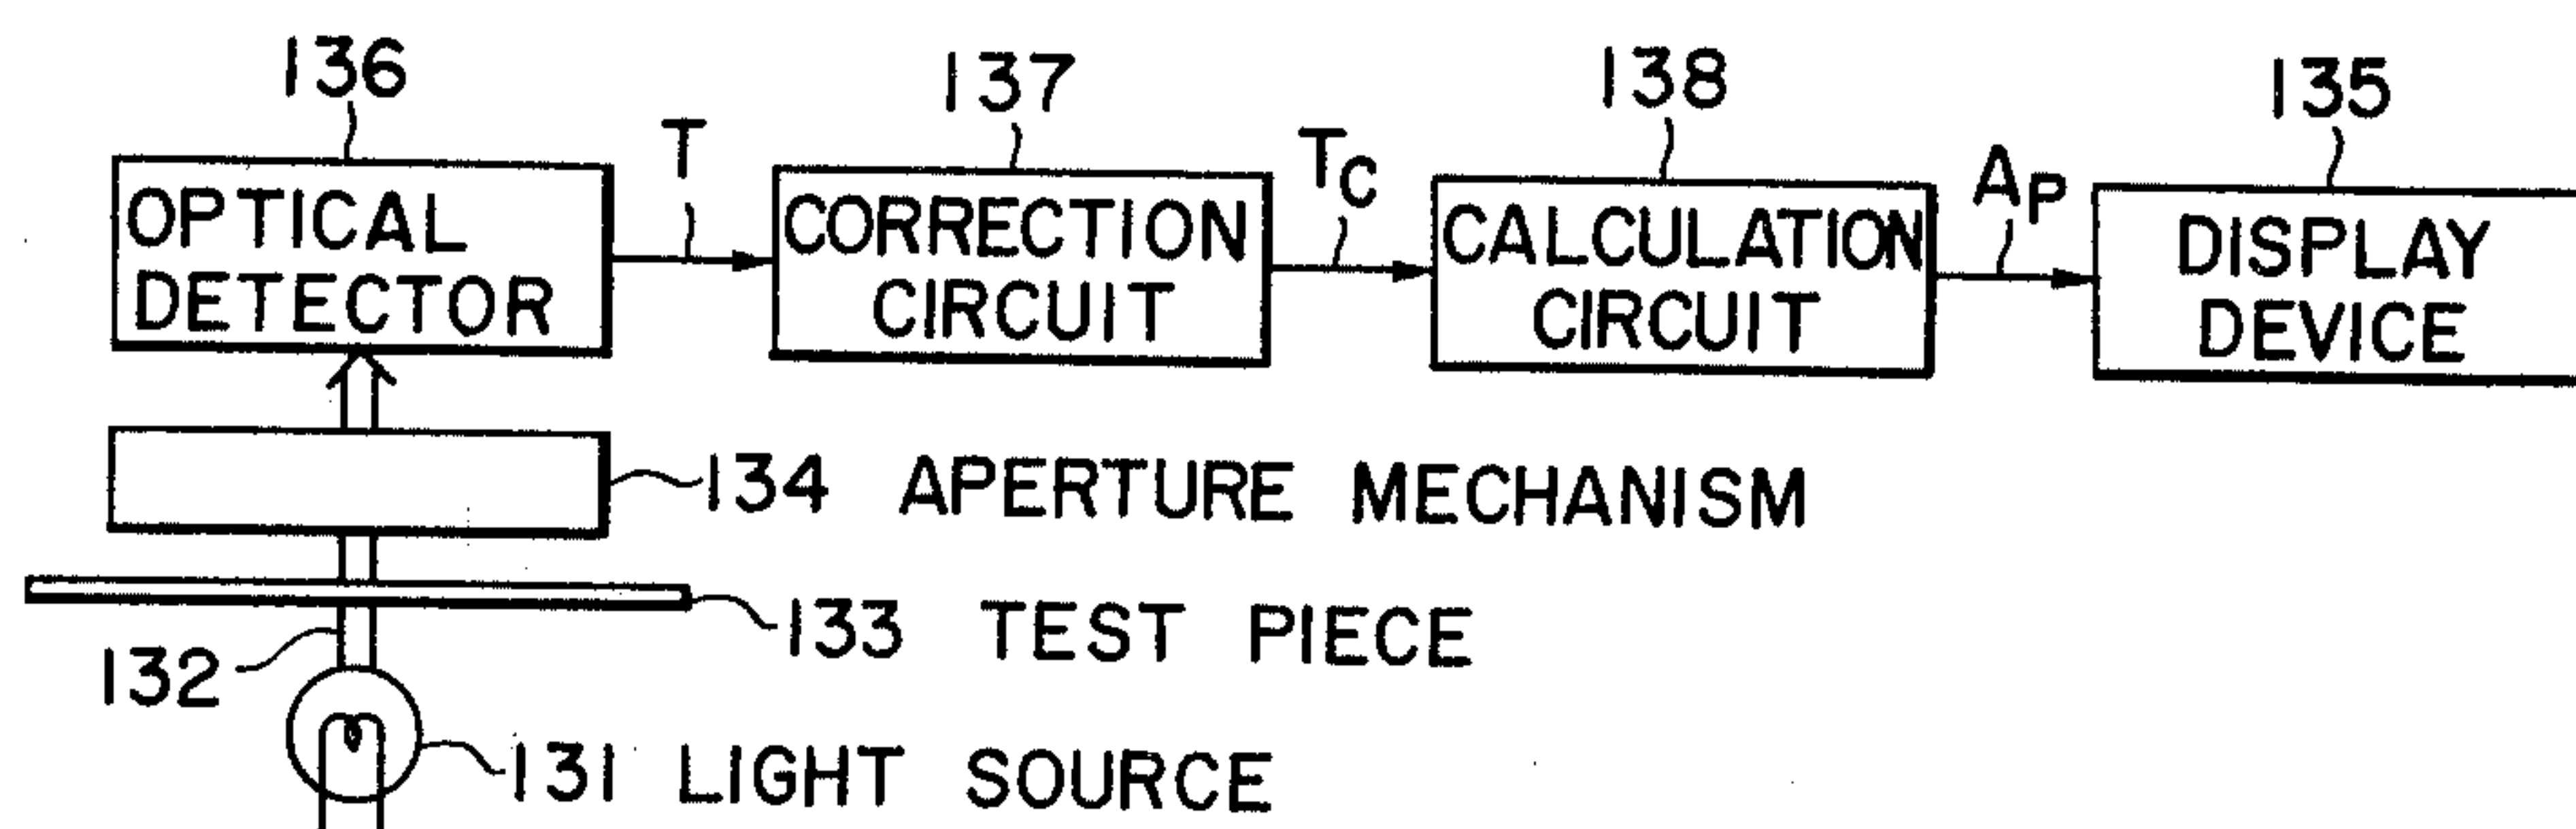 136
137
138
135
T
TC
AP
OPTICAL
DETECTOR
CORRECTION
CIRCUIT
CALCULATION
CIRCUIT
DISPLAY
DEVICE
134 APERTURE MECHANISM
133 TEST PIECE
132
131 LIGHT SOURCE